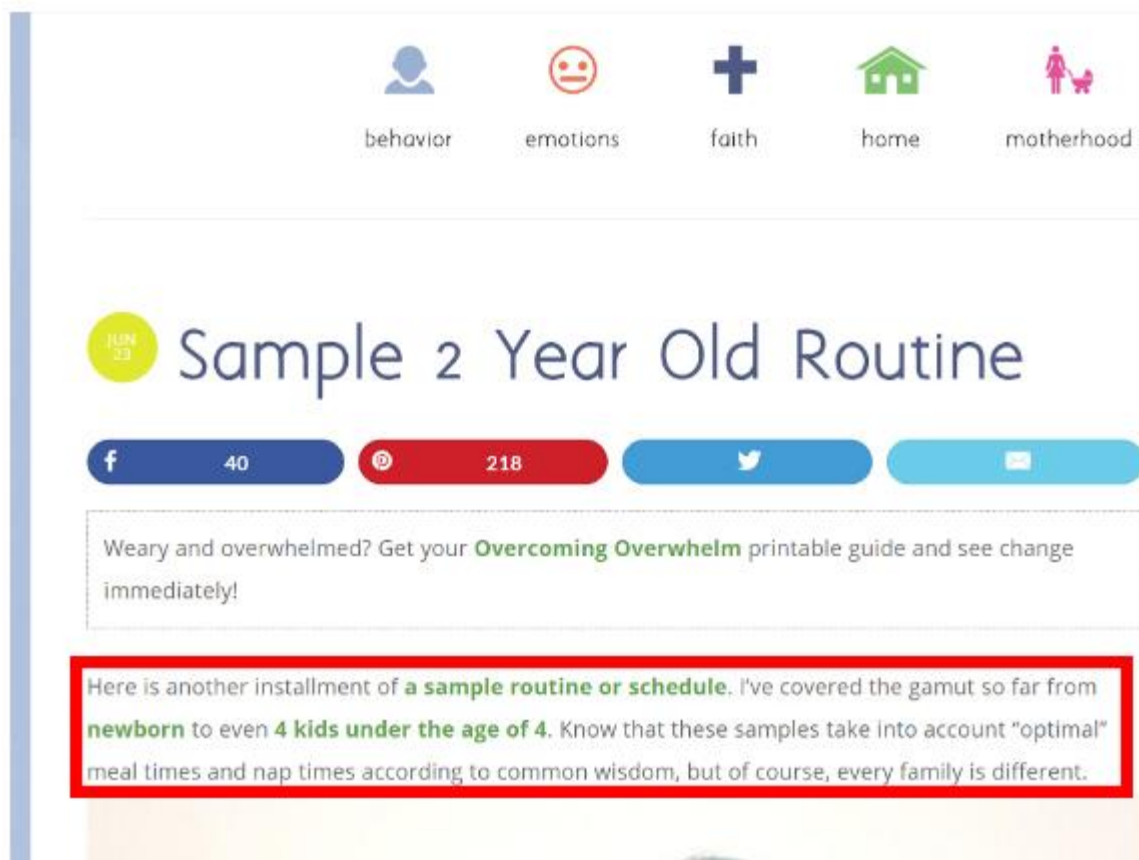 behavior emotions faith home motherhood
JUN
23
Sample 2 Year Old Routine
40 218
Weary and overwhelmed? Get your Overcoming Overwhelm printable guide and see change
immediately!
Here is another installment of a sample routine or schedule. I've covered the gamut so far from
newborn to even 4 kids under the age of 4. Know that these samples take into account “optimal”
meal times and nap times according to common wisdom, but of course, every family is different.